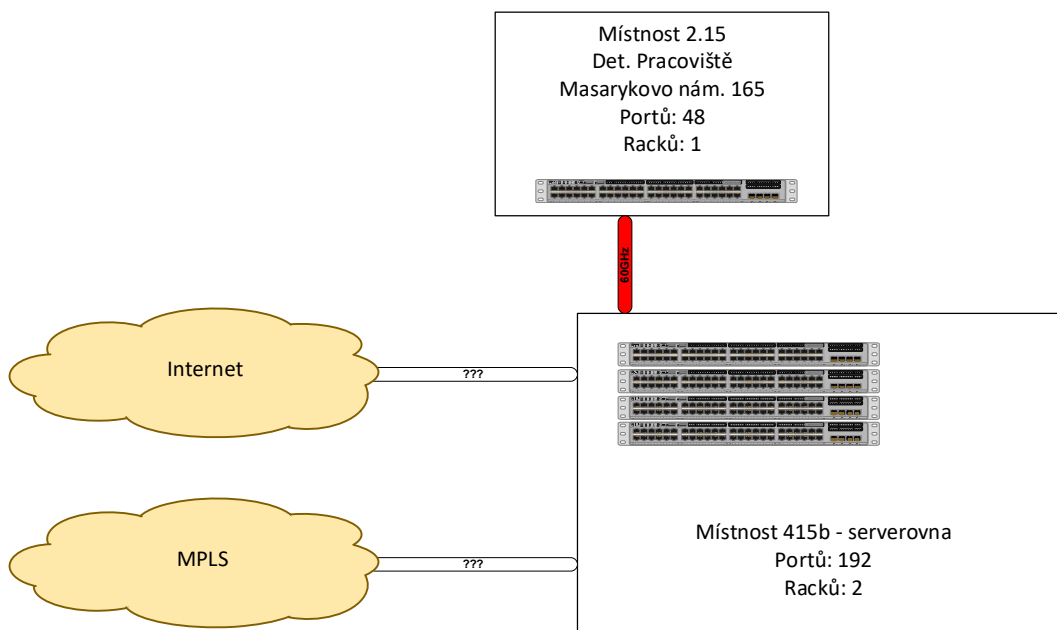 Místnost 2.15
Det. Pracoviště
Masarykovo nám. 165
Portů: 48
Racků: 1
60GHz
Internet
???
MPLS
???
Místnost 415b - serverovna
Portů: 192
Racků: 2